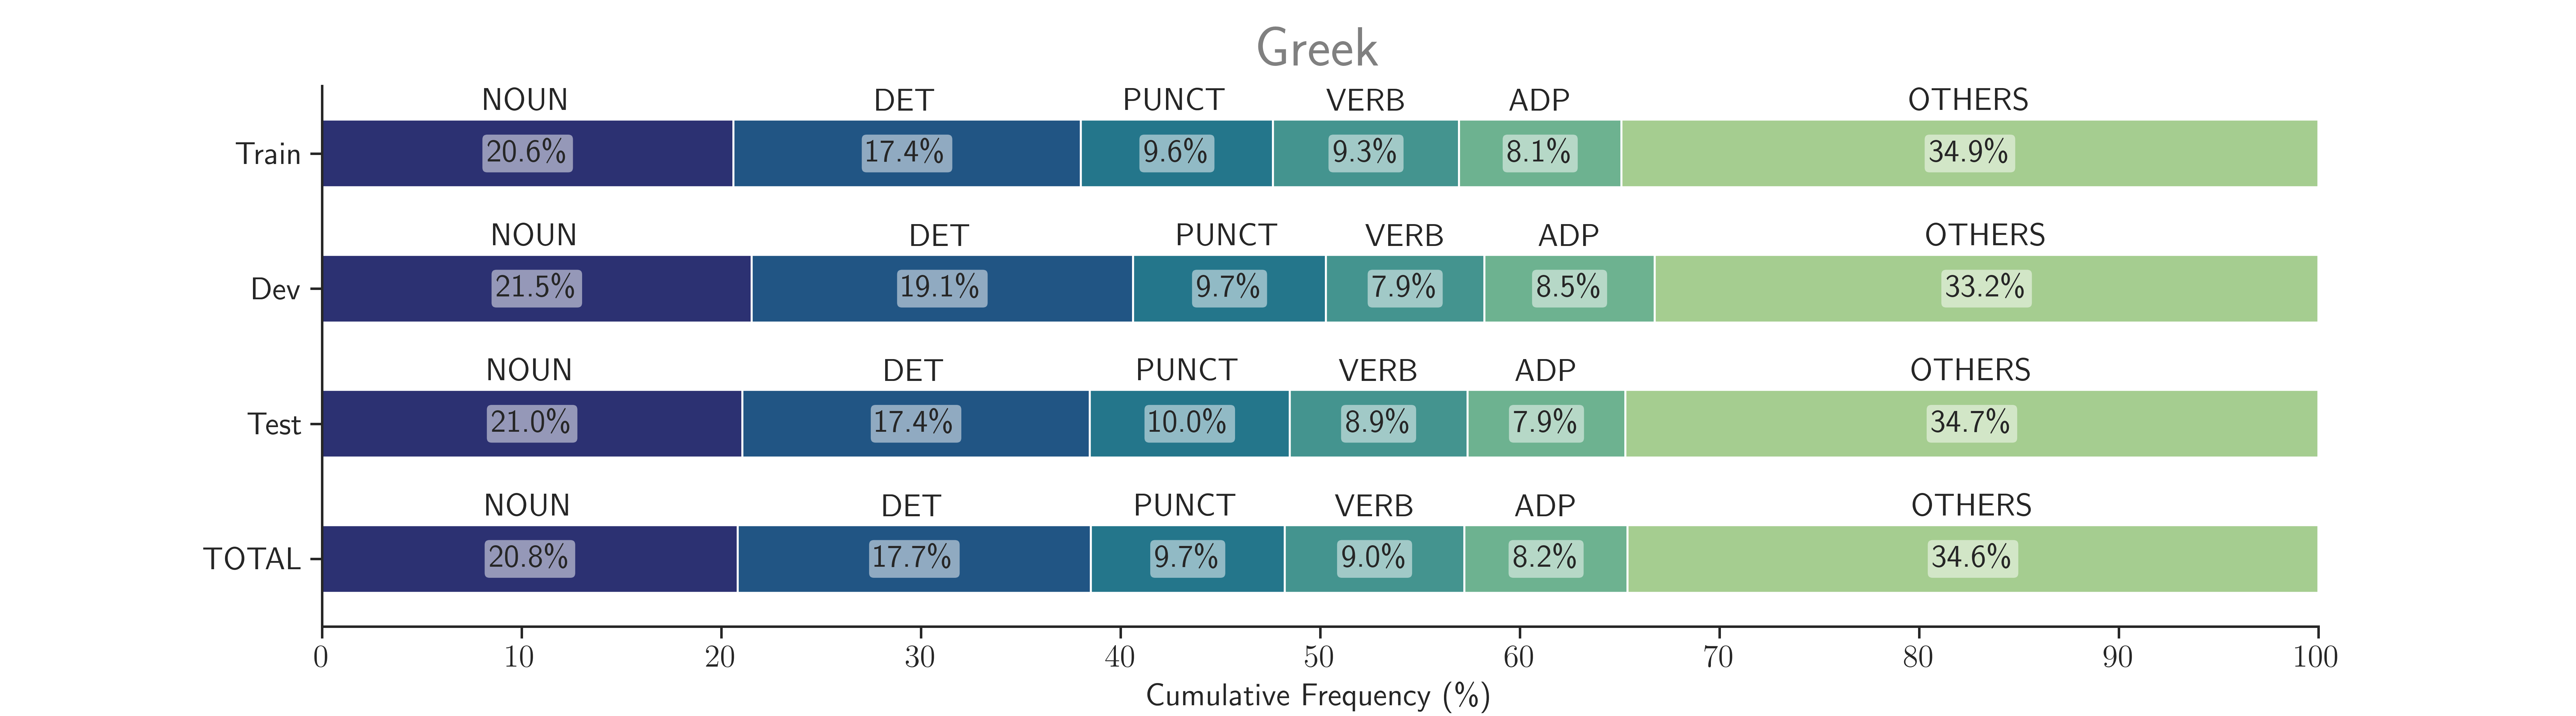 Greek
NOUN DET PUNCT VERB ADP OTHERS
Train 20.6% 17.4% 9.6% 9.3% 8.1% 34.9%
NOUN DET PUNCT VERB ADP OTHERS
Dev 21.5% 19.1% 9.7% 7.9% 8.5% 33.2%
NOUN DET PUNCT VERB ADP OTHERS
Test 21.0% 17.4% 10.0% 8.9% 7.9% 34.7%
NOUN DET PUNCT VERB ADP OTHERS
TOTAL 20.8% 17.7% 9.7% 9.0% 8.2% 34.6%
0 10 20 30 40 50 60 70 80 90 100
Cumulative Frequency (%)